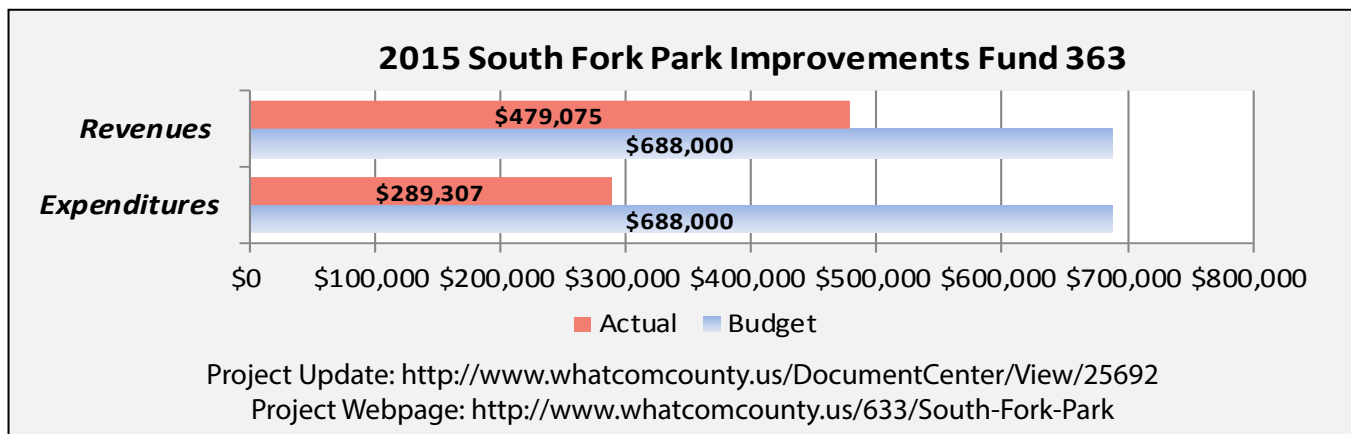 2015 South Fork Park Improvements Fund 363
Revenues
$479,075
$688,000
Expenditures
$289,307
$688,000
$0 $100,000 $200,000 $300,000 $400,000 $500,000 $600,000 $700,000 $800,000
Actual Budget
Project Update: http://www.whatcomcounty.us/DocumentCenter/View/25692
Project Webpage: http://www.whatcomcounty.us/633/South-Fork-Park